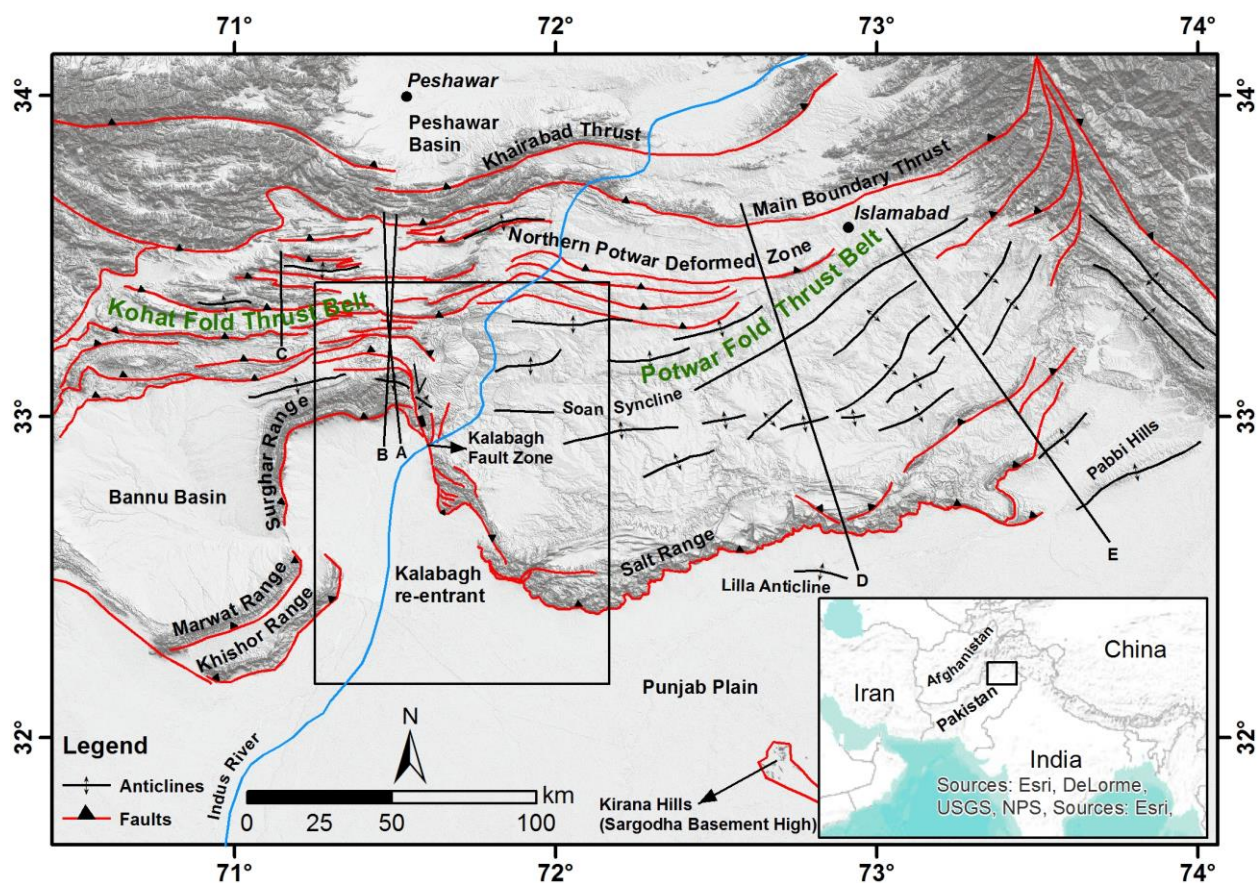 71°
72°
73°
74°
34°
34°
33°
33°
32°
32°
Peshawar
Peshawar
Basin
Khairabad Thrust
Main Boundary Thrust
Islamabad
Northern Potwar Deformed Zone
Kohat Fold Thrust Belt
C
Potwar Fold Thrust Belt
Soan Syncline
Surghar Range
B
A
Kalabagh
Fault Zone
Pabbi Hills
Bannu Basin
Salt Range
E
Lilla Anticline
D
Kalabagh
re-entrant
Marwat Range
Khishor Range
Punjab Plain
Indus River
N
Legend
Anticlines
Faults
km
0
25
50
100
Kirana Hills
(Sargodha Basement High)
Afghanistan
China
Iran
Pakistan
India
Sources: Esri, DeLorme,
USGS, NPS, Sources: Esri,
71°
72°
73°
74°